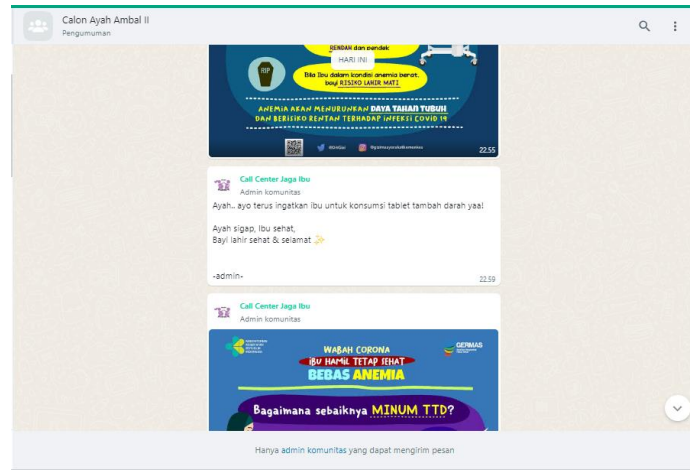 Calon Ayah Ambal II
Pengumuman
RENDAH dan pendek
HARI INI
RIP
Bila Ibu dalam kondisi anemia berat,
bayi RISIKO LAHIR MATI
ANEMIA AKAN MENURUNKAN DAYA TAHAN TUBUH
DAN BERISIKO RENTAN TERHADAP INFEKSI COVID 19
22.55
Call Center Jaga Ibu
Admin komunitas
Ayah.. ayo terus ingatkan ibu untuk konsumsi tablet tambah darah yaa!
Ayah sigap, Ibu sehat,
Bayi lahir sehat & selamat ✨
-admin-
22.59
Call Center Jaga Ibu
Admin komunitas
GERMAS
WABAH CORONA
IBU HAMIL TETAP SEHAT
BEBAS ANEMIA
Bagaimana sebaiknya MINUM TTD?
Hanya admin komunitas yang dapat mengirim pesan